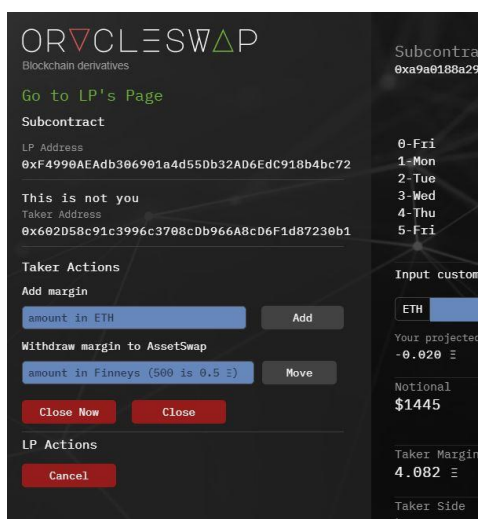 ORACLESWAP
Blockchain derivatives
Go to LP's Page
Subcontract
LP Address
0xF4990AEAdb306901a4d55Db32AD6EdC918b4bc72
This is not you
Taker Address
0x602D58c91c3996c3708cDb966A8cD6F1d87230b1
Taker Actions
Add margin
amount in ETH
Add
Withdraw margin to AssetSwap
amount in Finneys (500 is 0.5 Ξ)
Move
Close Now
Close
LP Actions
Cancel
Subcontra
0xa9a0188a29
0-Fri
1-Mon
2-Tue
3-Wed
4-Thu
5-Fri
Input custom
ETH
Your projected
-0.020 Ξ
Notional
$1445
Taker Margin
4.082 Ξ
Taker Side